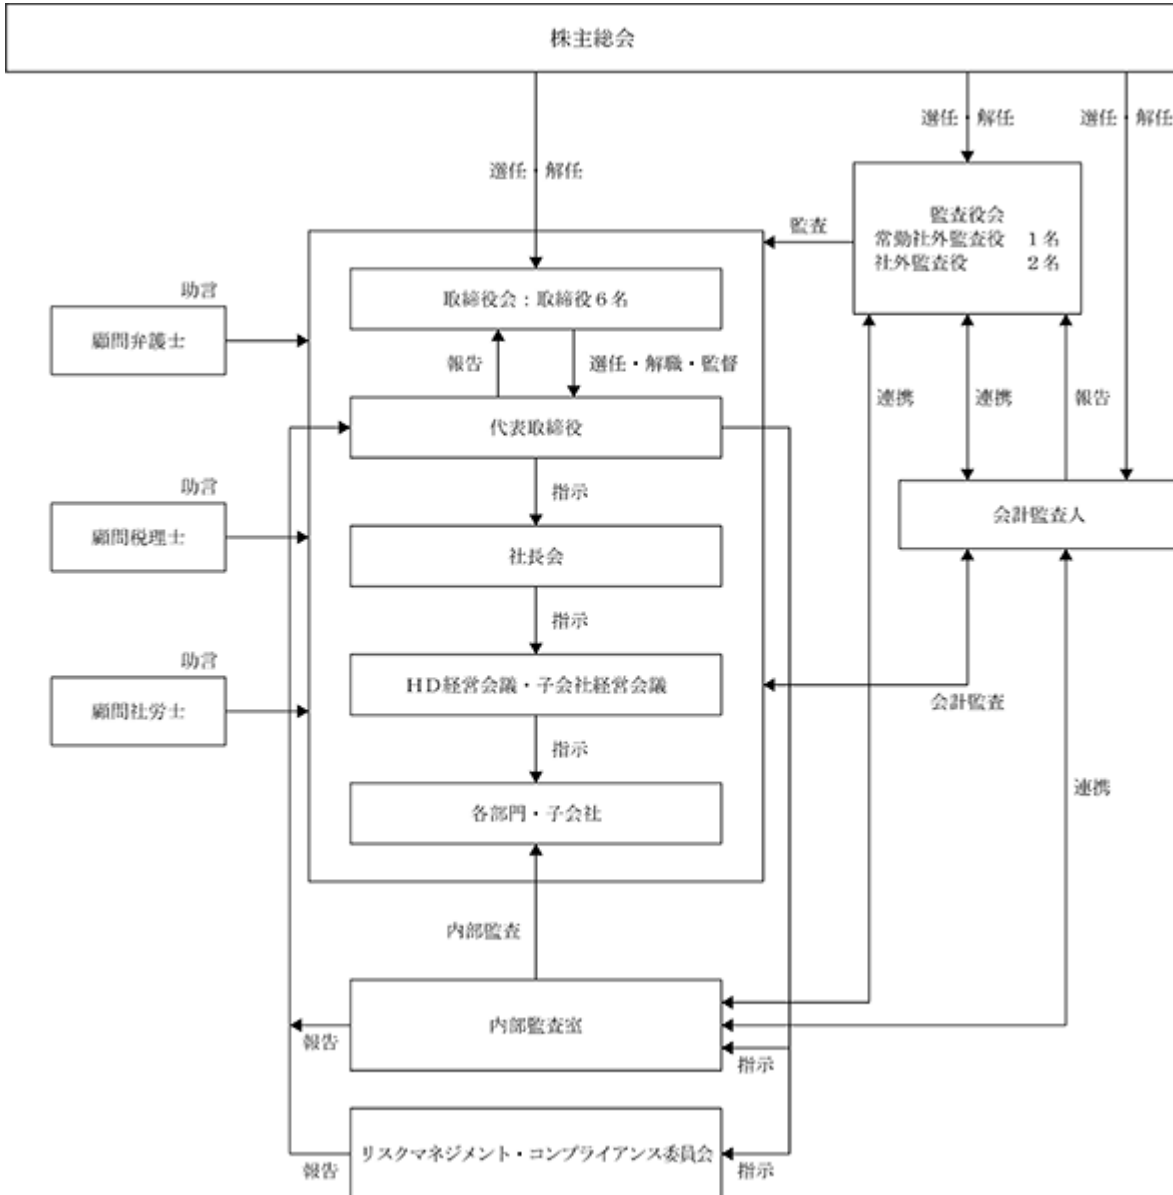 株主総会
選任・解任
選任・解任
選任・解任
監査役会
常勤社外監査役 1名
社外監査役 2名
監査
取締役会：取締役6名
助言
顧問弁護士
報告
選任・解職・監督
連携
連携
報告
代表取締役
助言
指示
顧問税理士
会計監査人
社長会
指示
助言
HD経営会議・子会社経営会議
顧問社労士
会計監査
指示
連携
各部門・子会社
内部監査
内部監査室
報告
指示
リスクマネジメント・コンプライアンス委員会
報告
指示